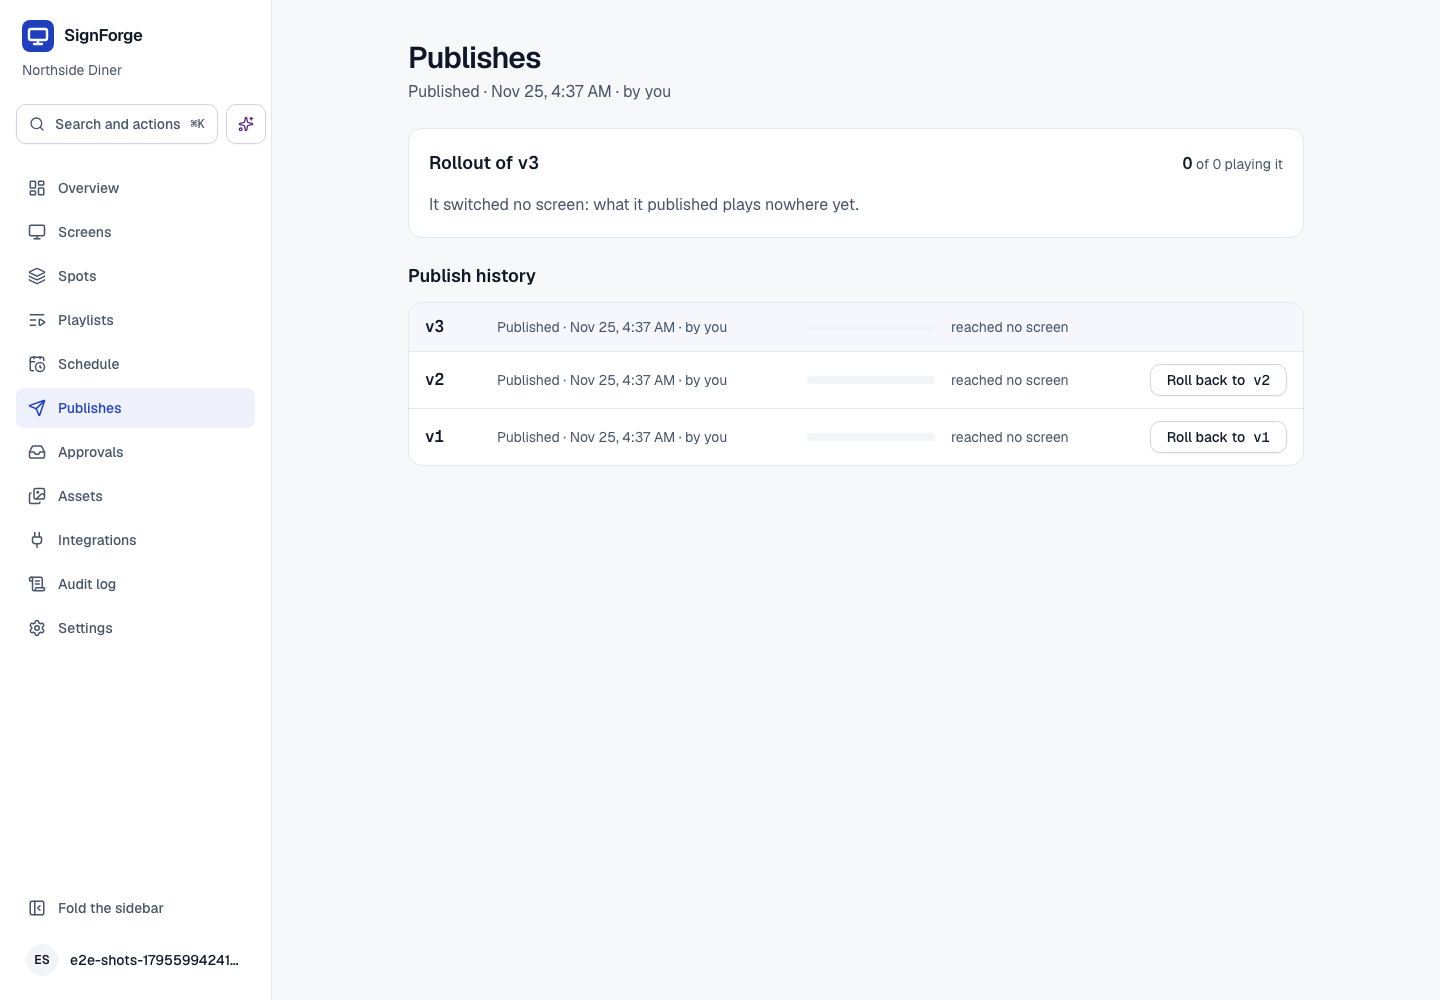 SignForge
Northside Diner
Search and actions ⌘K
Overview
Screens
Spots
Playlists
Schedule
Publishes
Approvals
Assets
Integrations
Audit log
Settings
Fold the sidebar
ES e2e-shots-17955994241...
Publishes
Published · Nov 25, 4:37 AM · by you
Rollout of v3
0 of 0 playing it
It switched no screen: what it published plays nowhere yet.
Publish history
v3 Published · Nov 25, 4:37 AM · by you reached no screen
v2 Published · Nov 25, 4:37 AM · by you reached no screen Roll back to v2
v1 Published · Nov 25, 4:37 AM · by you reached no screen Roll back to v1